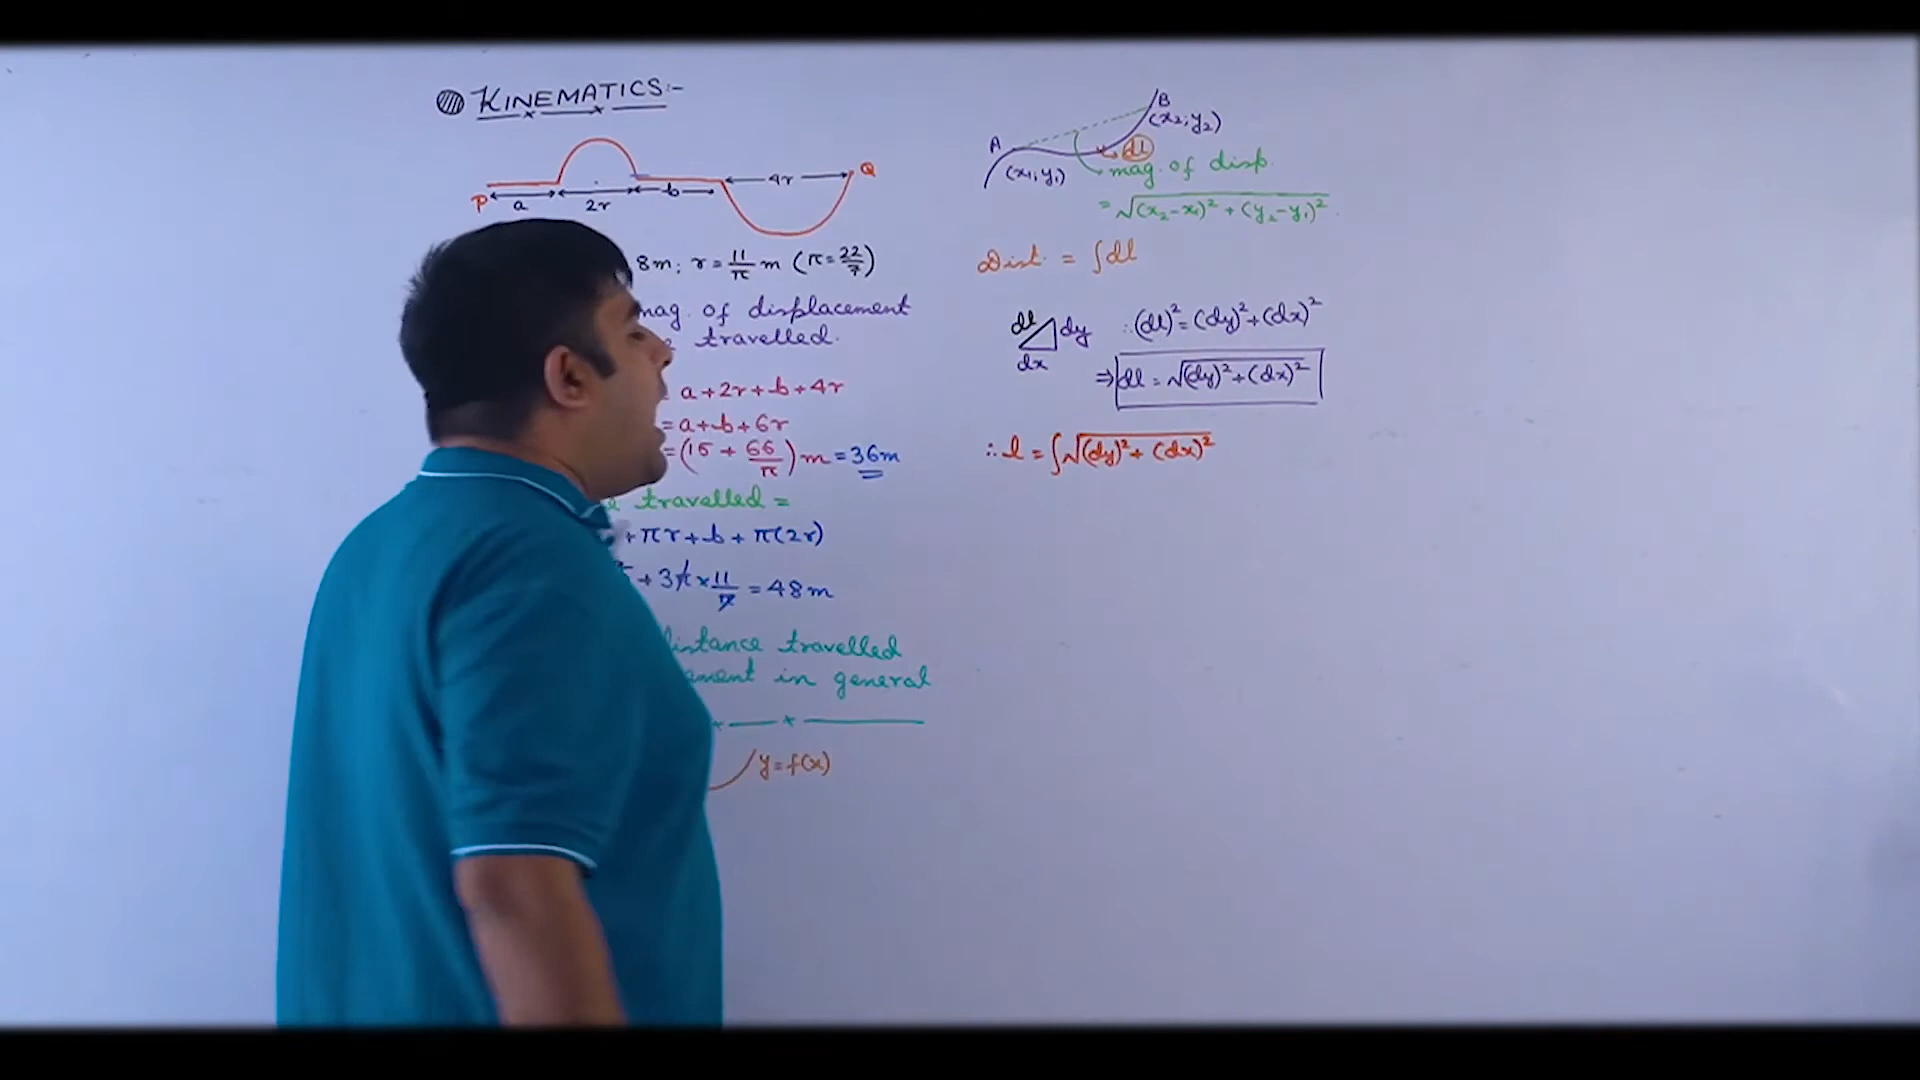 KINEMATICS:-
P a 2r b 4r Q
8m; r = 11/π m (π = 22/7)
mag. of displacement
travelled.
a+2r+b+4r
= a+b+6r
= (15 + 66/π) m = 36m
travelled =
+πr+b+π(2r)
+ 3π × 11/π = 48m
distance travelled
in general
y = f(x)
A (x₁, y₁)
B (x₂, y₂)
dl
mag. of disp.
= √(x₂-x₁)² + (y₂-y₁)²
Dist. = ∫dl
dl dy dx
∴ (dl)² = (dy)² + (dx)²
⇒ dl = √(dy)² + (dx)²
∴ l = ∫√(dy)² + (dx)²